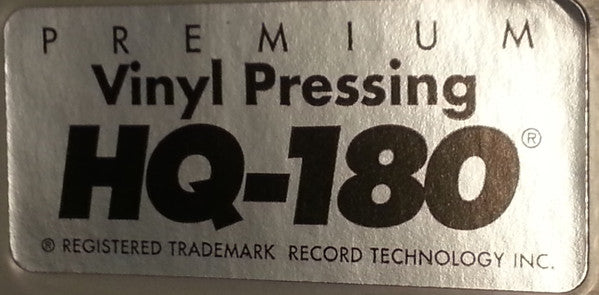 PREMIUM
Vinyl Pressing
HQ-180®
® REGISTERED TRADEMARK RECORD TECHNOLOGY INC.